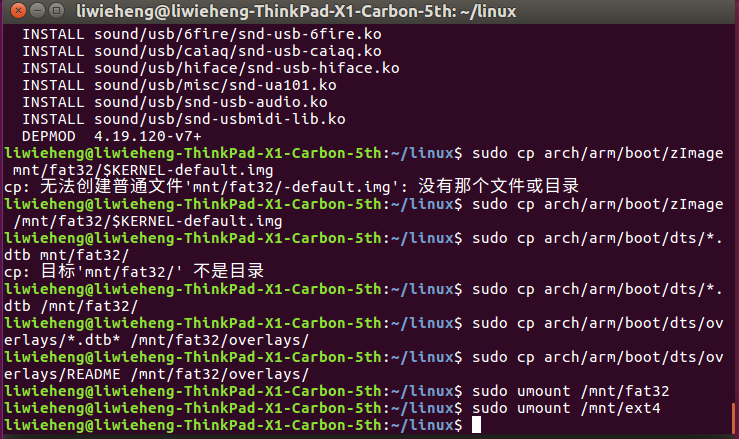 liwieheng@liwieheng-ThinkPad-X1-Carbon-5th: ~/linux
INSTALL sound/usb/6fire/snd-usb-6fire.ko
INSTALL sound/usb/caiaq/snd-usb-caiaq.ko
INSTALL sound/usb/hiface/snd-usb-hiface.ko
INSTALL sound/usb/misc/snd-ua101.ko
INSTALL sound/usb/snd-usb-audio.ko
INSTALL sound/usb/snd-usbmidi-lib.ko
DEPMOD  4.19.120-v7+
liwieheng@liwieheng-ThinkPad-X1-Carbon-5th:~/linux$ sudo cp arch/arm/boot/zImage
mnt/fat32/$KERNEL-default.img
cp: 无法创建普通文件'mnt/fat32/-default.img': 没有那个文件或目录
liwieheng@liwieheng-ThinkPad-X1-Carbon-5th:~/linux$ sudo cp arch/arm/boot/zImage
/mnt/fat32/$KERNEL-default.img
liwieheng@liwieheng-ThinkPad-X1-Carbon-5th:~/linux$ sudo cp arch/arm/boot/dts/*.
dtb mnt/fat32/
cp: 目标'mnt/fat32/' 不是目录
liwieheng@liwieheng-ThinkPad-X1-Carbon-5th:~/linux$ sudo cp arch/arm/boot/dts/*.
dtb /mnt/fat32/
liwieheng@liwieheng-ThinkPad-X1-Carbon-5th:~/linux$ sudo cp arch/arm/boot/dts/ov
erlays/*.dtb* /mnt/fat32/overlays/
liwieheng@liwieheng-ThinkPad-X1-Carbon-5th:~/linux$ sudo cp arch/arm/boot/dts/ov
erlays/README /mnt/fat32/overlays/
liwieheng@liwieheng-ThinkPad-X1-Carbon-5th:~/linux$ sudo umount /mnt/fat32
liwieheng@liwieheng-ThinkPad-X1-Carbon-5th:~/linux$ sudo umount /mnt/ext4
liwieheng@liwieheng-ThinkPad-X1-Carbon-5th:~/linux$